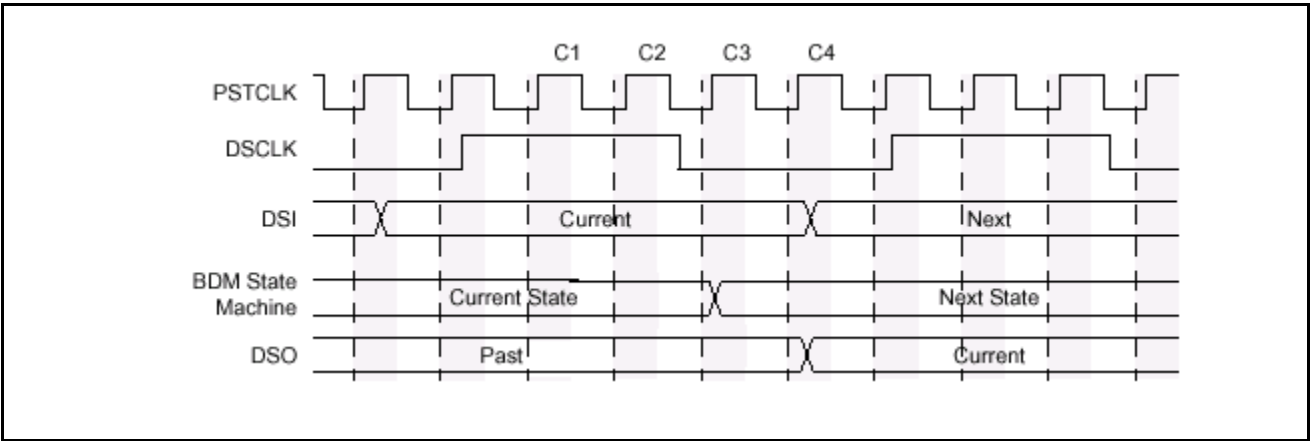 C1 C2 C3 C4
PSTCLK
DSCLK
DSI Current Next
BDM State
Machine Current State Next State
DSO Past Current